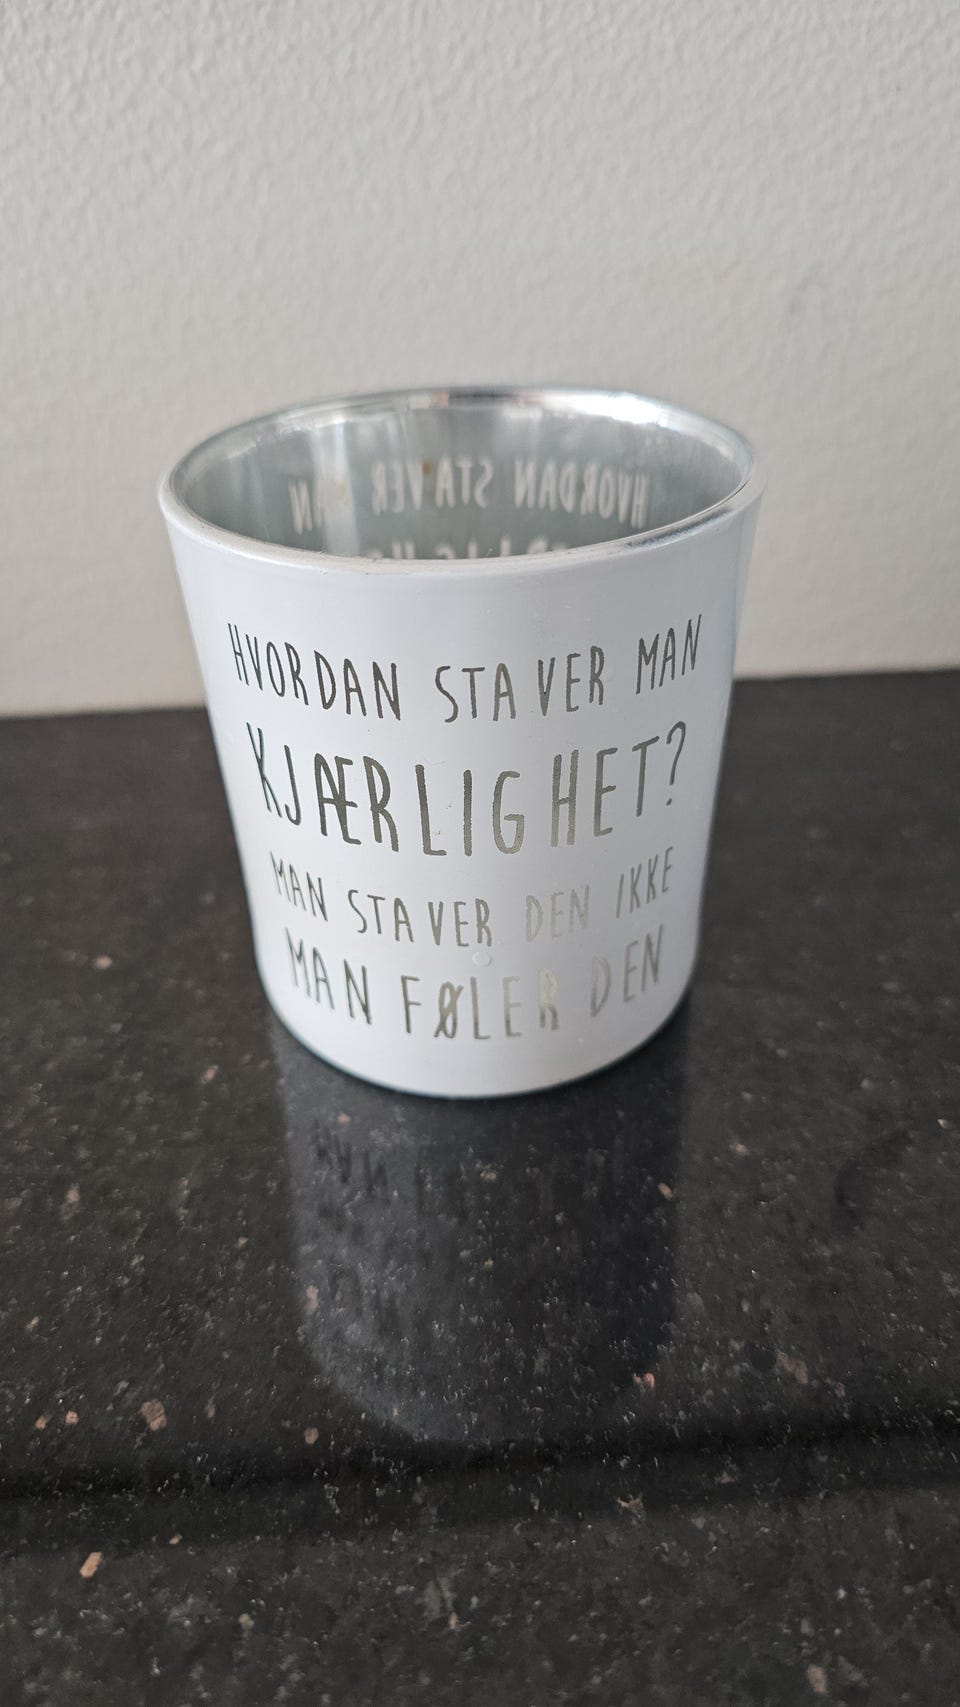 HVORDAN STAVER MAN
KJÆRLIGHET?
MAN STAVER DEN IKKE
MAN FØLER DEN